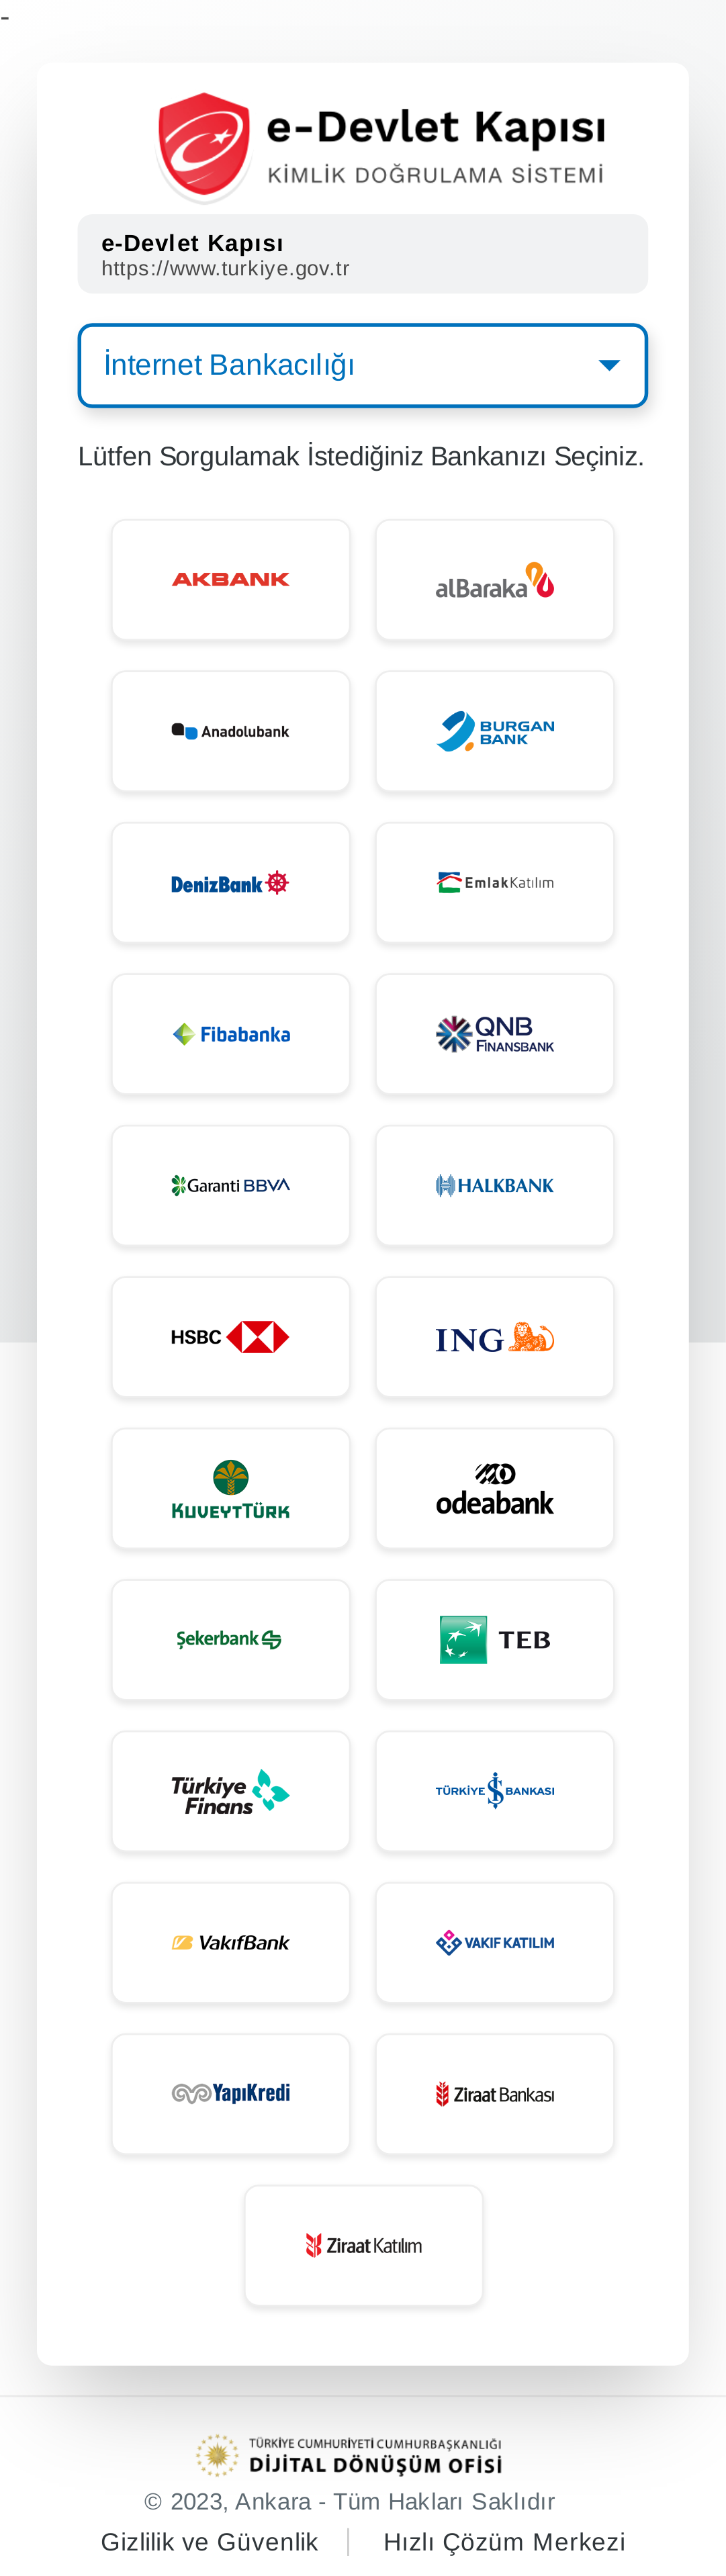 -
e-Devlet Kapısı
KİMLİK DOĞRULAMA SİSTEMİ
e-Devlet Kapısı
https://www.turkiye.gov.tr
İnternet Bankacılığı
Lütfen Sorgulamak İstediğiniz Bankanızı Seçiniz.
AKBANK
alBaraka
Anadolubank
BURGAN
BANK
DenizBank
EmlakKatılım
Fibabanka
QNB
FİNANSBANK
Garanti BBVA
HALKBANK
HSBC
ING
KUVEYTTÜRK
odeabank
Şekerbank
TEB
Türkiye
Finans
TÜRKİYE İŞ BANKASI
VakıfBank
VAKIF KATILIM
YapıKredi
Ziraat Bankası
Ziraat Katılım
TÜRKİYE CUMHURİYETİ CUMHURBAŞKANLIĞI
DİJİTAL DÖNÜŞÜM OFİSİ
© 2023, Ankara - Tüm Hakları Saklıdır
Gizlilik ve Güvenlik
Hızlı Çözüm Merkezi